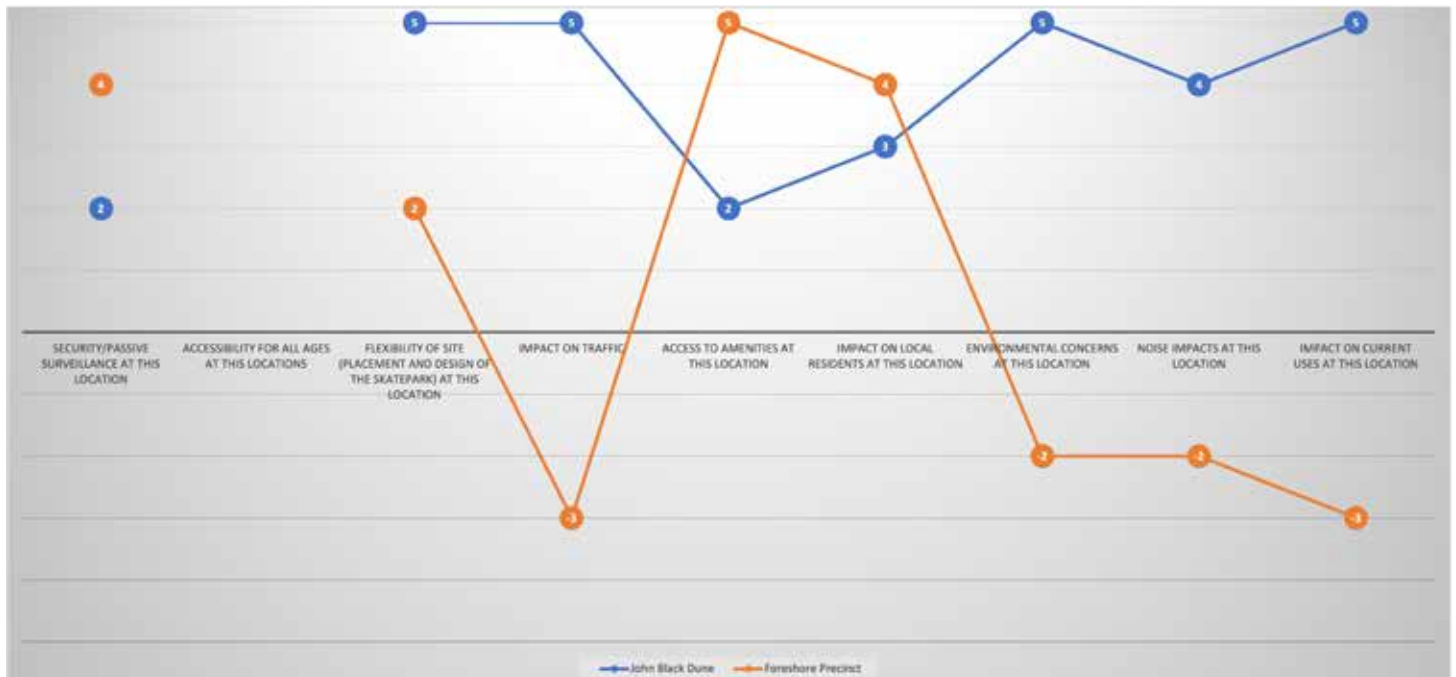 5
5
5
5
5
4
4
4
3
2
2
2
SECURITY/PASSIVE
SURVEILLANCE AT THIS
LOCATION
ACCESSIBILITY FOR ALL AGES
AT THIS LOCATIONS
FLEXIBILITY OF SITE
(PLACEMENT AND DESIGN OF
THE SKATEPARK) AT THIS
LOCATION
IMPACT ON TRAFFIC
ACCESS TO AMENITIES AT
THIS LOCATION
IMPACT ON LOCAL
RESIDENTS AT THIS LOCATION
ENVIRONMENTAL CONCERNS
AT THIS LOCATION
NOISE IMPACTS AT THIS
LOCATION
IMPACT ON CURRENT
USES AT THIS LOCATION
-2
-2
-3
-3
John Black Dune
Foreshore Precinct